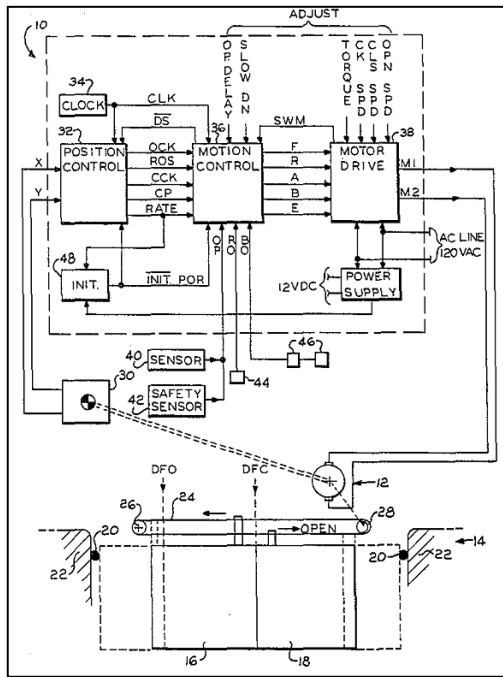 ADJUST
10
OP. DELAY
SLOW DN
TORQUE
CK SPD
CLS SPD
OPN SPD
34
CLOCK
CLK
DS
36
SWM
38
32
POSITION CONTROL
MOTION CONTROL
MOTOR DRIVE
X
Y
OCK
ROS
CCK
CP
RATE
F
R
A
B
E
M1
M2
OP
RO
BO
48
INIT.
INIT POR
AC LINE
120 VAC
12VDC
POWER SUPPLY
40
SENSOR
42
SAFETY SENSOR
44
46
30
DFO
DFC
12
26
24
OPEN
28
20
22
20
22
14
16
18